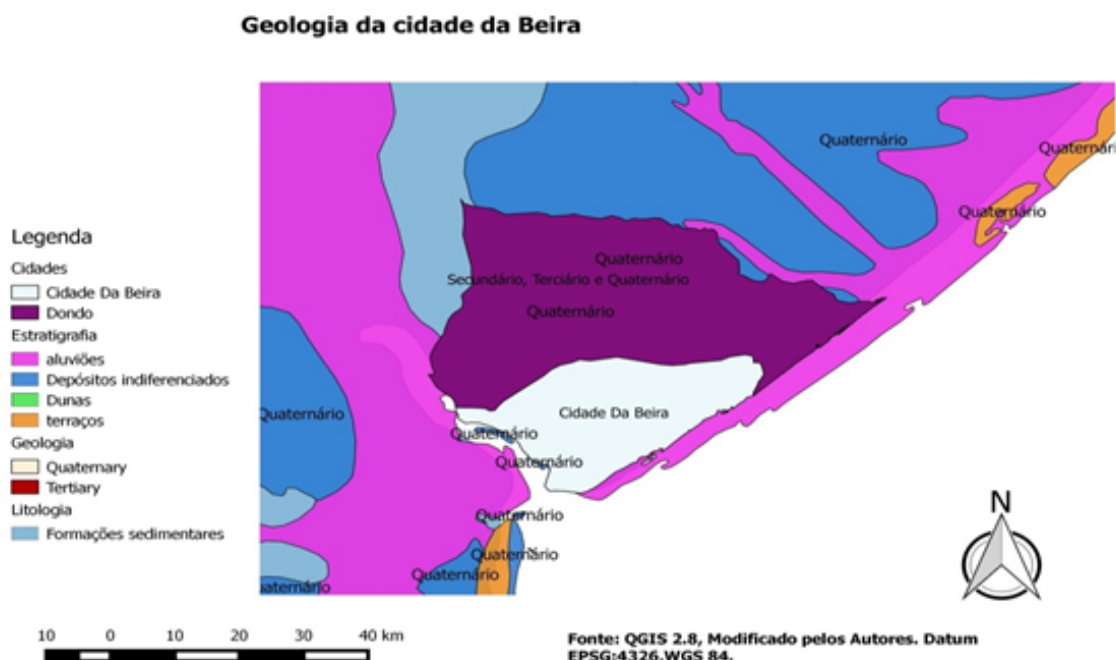 Geologia da cidade da Beira
Quaternário
Quaternári
Quaternário
Quaternário
Secundário, Terciário e Quaternário
Quaternário
Quaternário
Cidade Da Beira
Quaternário
Quaternário
Quaternário
Quaternário
Quaternário
uaternário
Legenda
Cidades
Cidade Da Beira
Dondo
Estratigrafia
aluviões
Depósitos indiferenciados
Dunas
terraços
Geologia
Quaternary
Tertiary
Litologia
Formações sedimentares
N
10 0 10 20 30 40 km
Fonte: QGIS 2.8, Modificado pelos Autores. Datum
EPSG:4326,WGS 84.